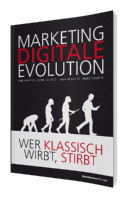 MARKETING
DIGITALE
EVOLUTION
WER KLASSISCH
WIRBT, STIRBT